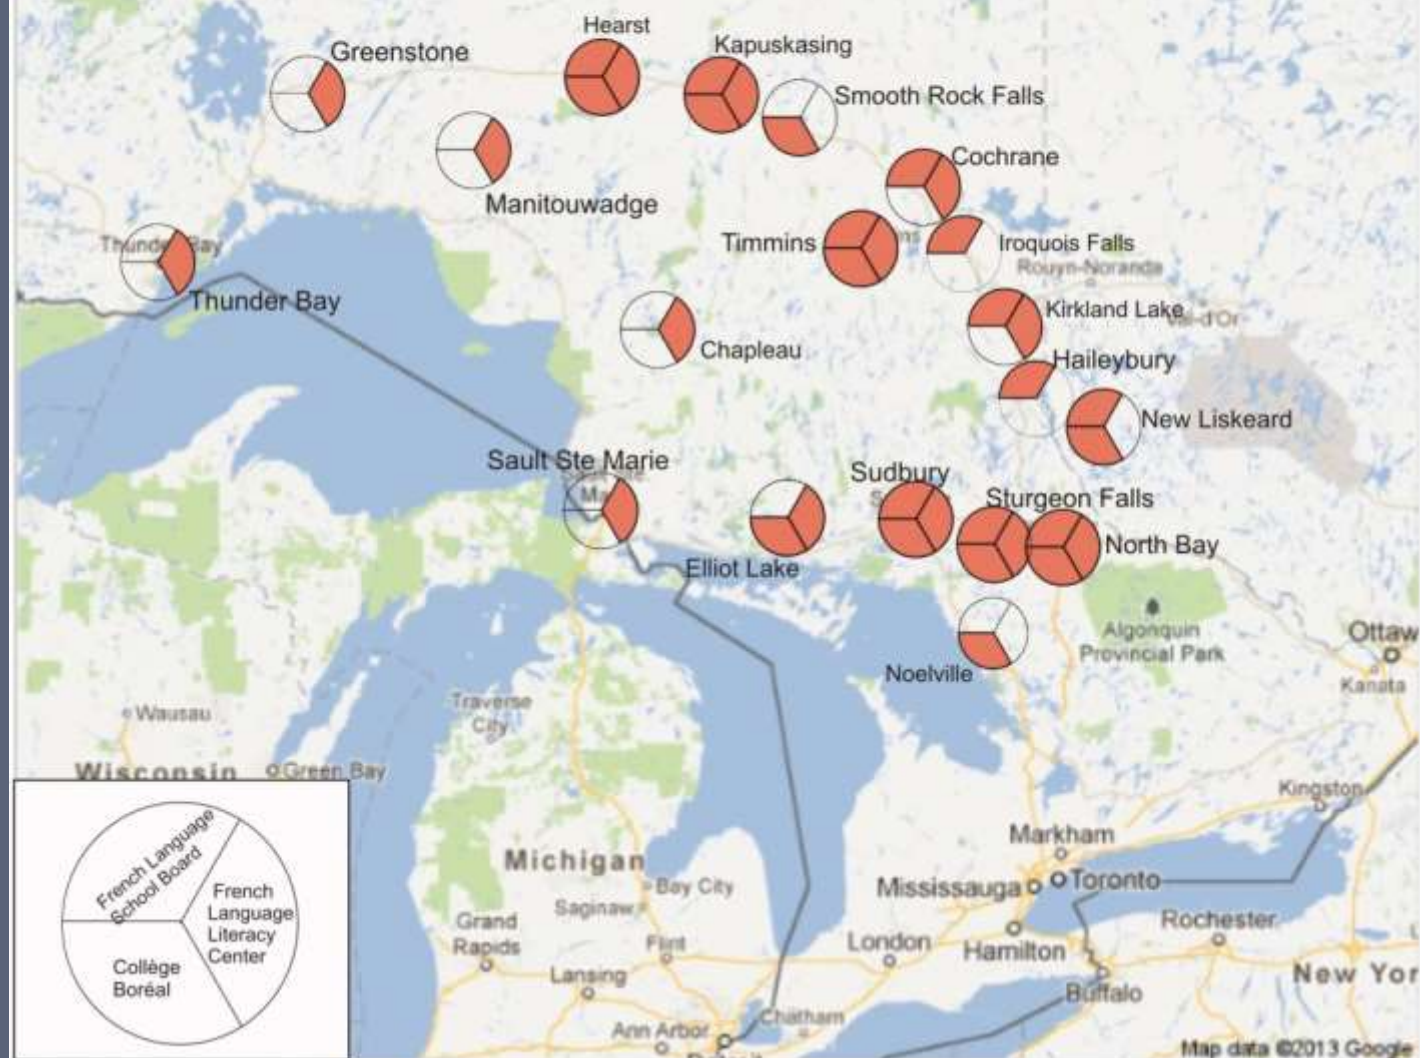 Hearst
Greenstone
Kapuskasing
Smooth Rock Falls
Cochrane
Manitouwadge
Timmins
Iroquois Falls
Rouyn-Noranda
Thunder Bay
Thunder Bay
Kirkland Lake
Val-d'Or
Chapleau
Haileybury
New Liskeard
Sault Ste Marie
Sudbury
Sturgeon Falls
North Bay
Elliot Lake
Noelville
Algonquin
Provincial Park
Ottaw
Kanata
Traverse
City
Wausau
Wisconsin
Green Bay
Kingston
Markham
Michigan
Bay City
Mississauga
Toronto
Saginaw
Grand
Rapids
Flint
London
Hamilton
Rochester
Lansing
New Yor
Buffalo
Ann Arbor
Chatham
Map data ©2013 Google
French Language
School Board
French
Language
Literacy
Center
Collège
Boréal